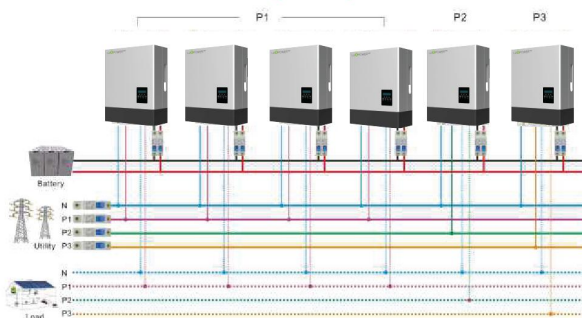 P1 P2 P3
Battery
N
P1
Utility P2
P3
N
P1
Load P2
P3